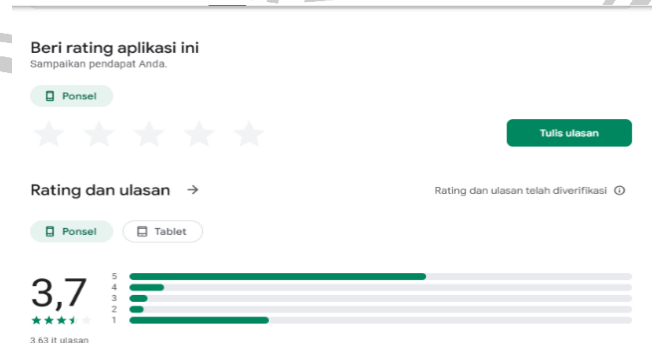 Beri rating aplikasi ini
Sampaikan pendapat Anda.
Ponsel
Tulis ulasan
Rating dan ulasan →
Rating dan ulasan telah diverifikasi
Ponsel
Tablet
3,7
5
4
3
2
1
3,63 jt ulasan